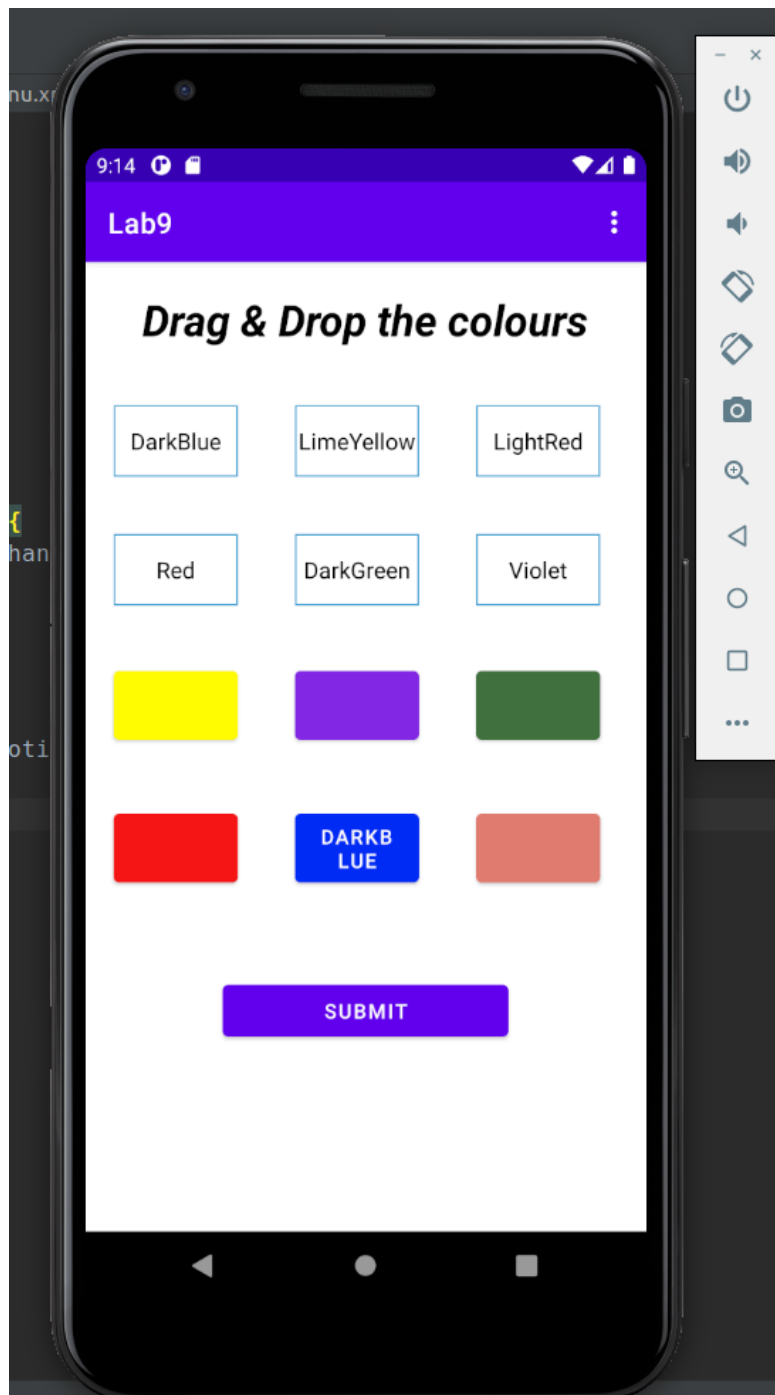 nu.x
9:14
Lab9
Drag & Drop the colours
DarkBlue LimeYellow LightRed
{
han
Red DarkGreen Violet
oti
DARKB
LUE
SUBMIT